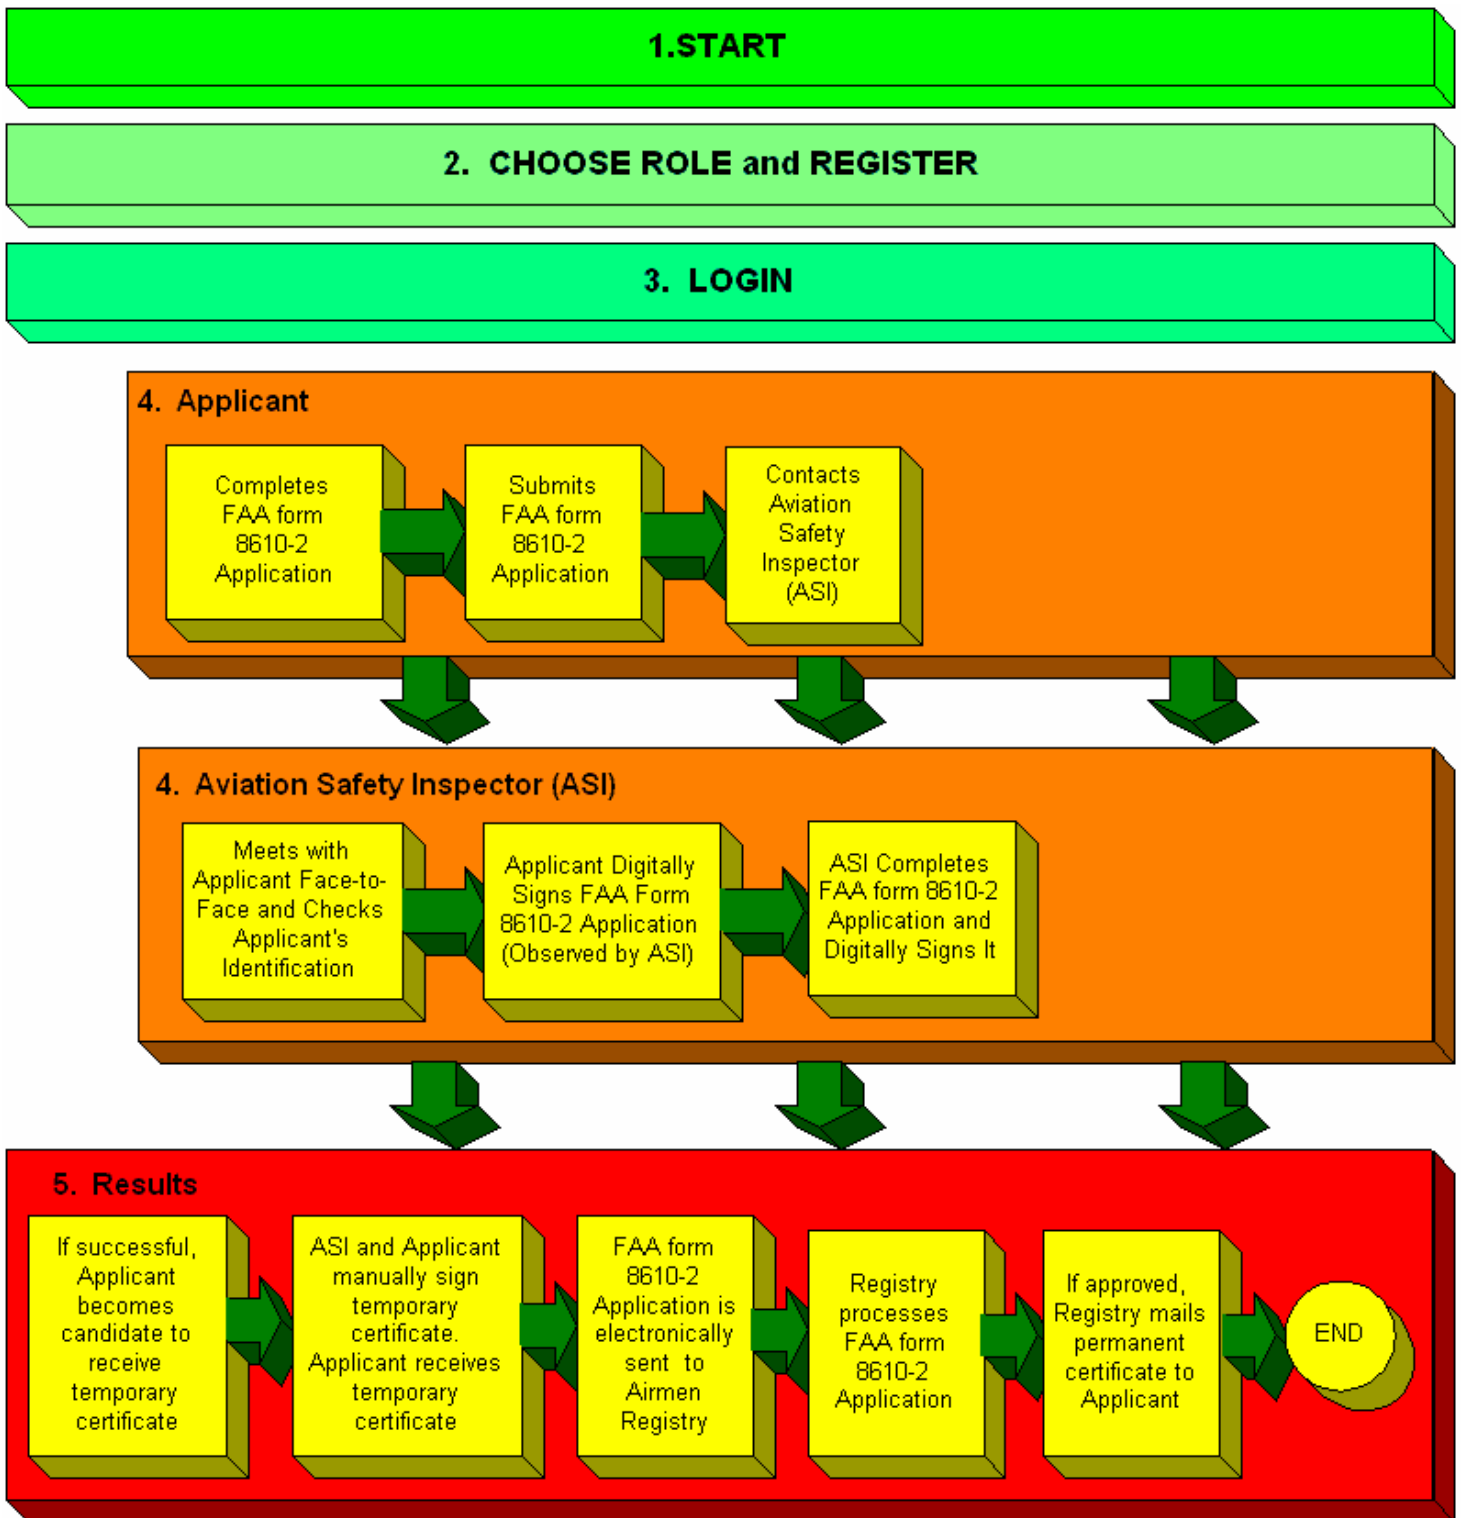 1.START
2. CHOOSE ROLE and REGISTER
3. LOGIN
4. Applicant
Completes
FAA form
8610-2
Application
Submits
FAA form
8610-2
Application
Contacts
Aviation
Safety
Inspector
(ASI)
4. Aviation Safety Inspector (ASI)
Meets with
Applicant Face-to-
Face and Checks
Applicant's
Identification
Applicant Digitally
Signs FAA Form
8610-2 Application
(Observed by ASI)
ASI Completes
FAA form 8610-2
Application and
Digitally Signs It
5. Results
If successful,
Applicant
becomes
candidate to
receive
temporary
certificate
ASI and Applicant
manually sign
temporary
certificate.
Applicant receives
temporary
certificate
FAA form
8610-2
Application is
electronically
sent to
Airmen
Registry
Registry
processes
FAA form
8610-2
Application
If approved,
Registry mails
permanent
certificate to
Applicant
END